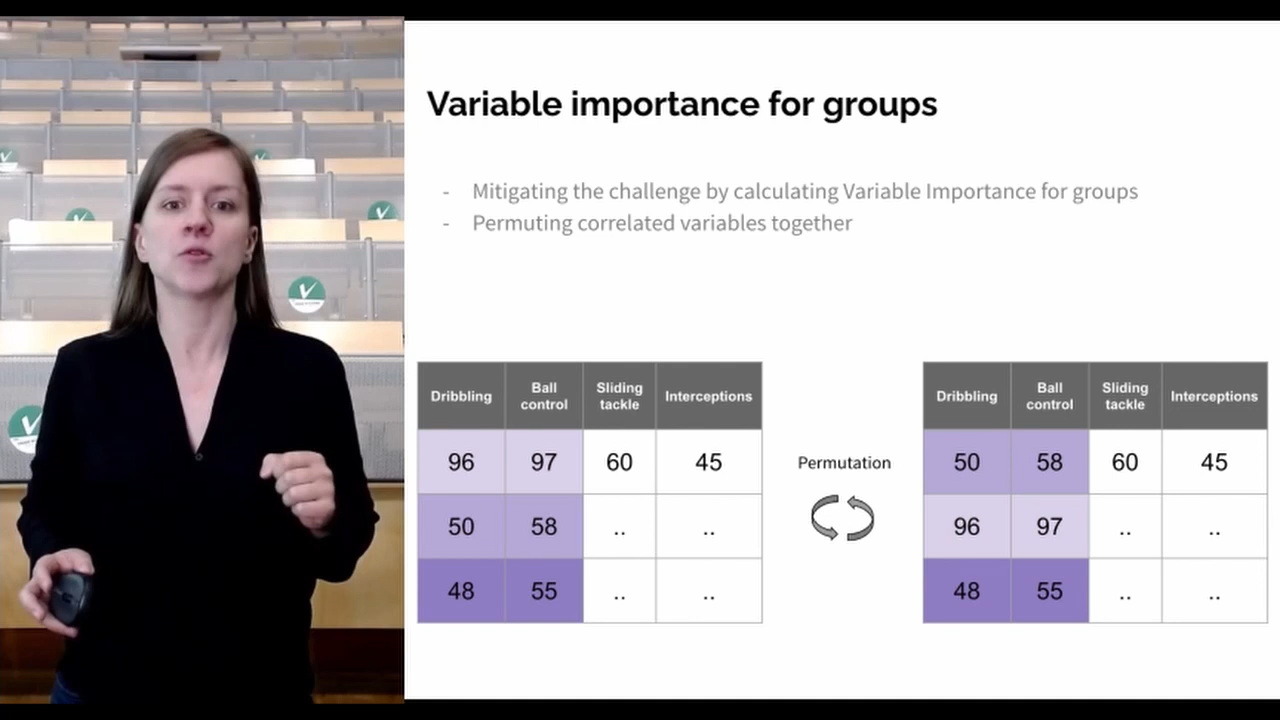 Variable importance for groups
- Mitigating the challenge by calculating Variable Importance for groups
- Permuting correlated variables together
Dribbling Ball control Sliding tackle Interceptions
96 97 60 45
50 58 .. ..
48 55 .. ..
Permutation
Dribbling Ball control Sliding tackle Interceptions
50 58 60 45
96 97 .. ..
48 55 .. ..